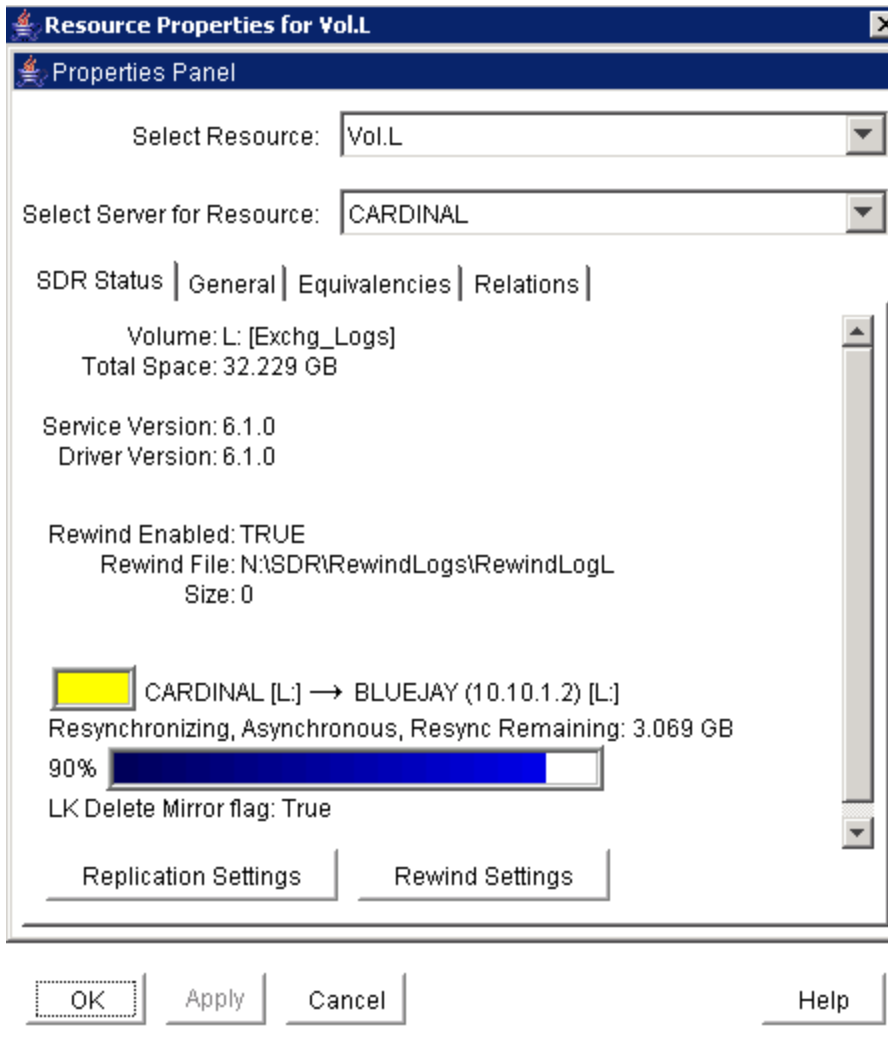 Resource Properties for Vol.L
Properties Panel
Select Resource: Vol.L
Select Server for Resource: CARDINAL
SDR Status General Equivalencies Relations
Volume: L: [Exchg_Logs]
Total Space: 32.229 GB
Service Version: 6.1.0
Driver Version: 6.1.0
Rewind Enabled: TRUE
Rewind File: N:\SDR\RewindLogs\RewindLogL
Size: 0
CARDINAL [L:] → BLUEJAY (10.10.1.2) [L:]
Resynchronizing, Asynchronous, Resync Remaining: 3.069 GB
90%
LK Delete Mirror flag: True
Replication Settings Rewind Settings
OK Apply Cancel Help